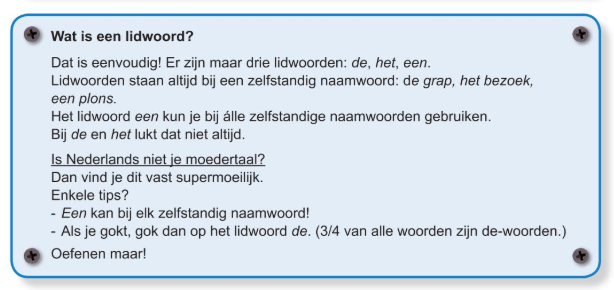 Wat is een lidwoord?
Dat is eenvoudig! Er zijn maar drie lidwoorden: de, het, een.
Lidwoorden staan altijd bij een zelfstandig naamwoord: de grap, het bezoek,
een plons.
Het lidwoord een kun je bij álle zelfstandige naamwoorden gebruiken.
Bij de en het lukt dat niet altijd.
Is Nederlands niet je moedertaal?
Dan vind je dit vast supermoeilijk.
Enkele tips?
- Een kan bij elk zelfstandig naamwoord!
- Als je gokt, gok dan op het lidwoord de. (3/4 van alle woorden zijn de-woorden.)
Oefenen maar!